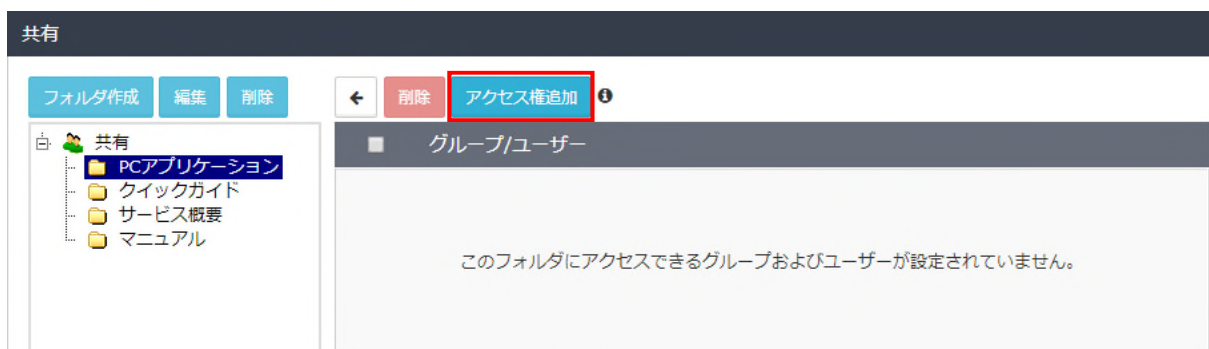 共有
フォルダ作成 編集 削除 削除 アクセス権追加
共有
PCアプリケーション
クイックガイド
サービス概要
マニュアル
グループ/ユーザー
このフォルダにアクセスできるグループおよびユーザーが設定されていません。